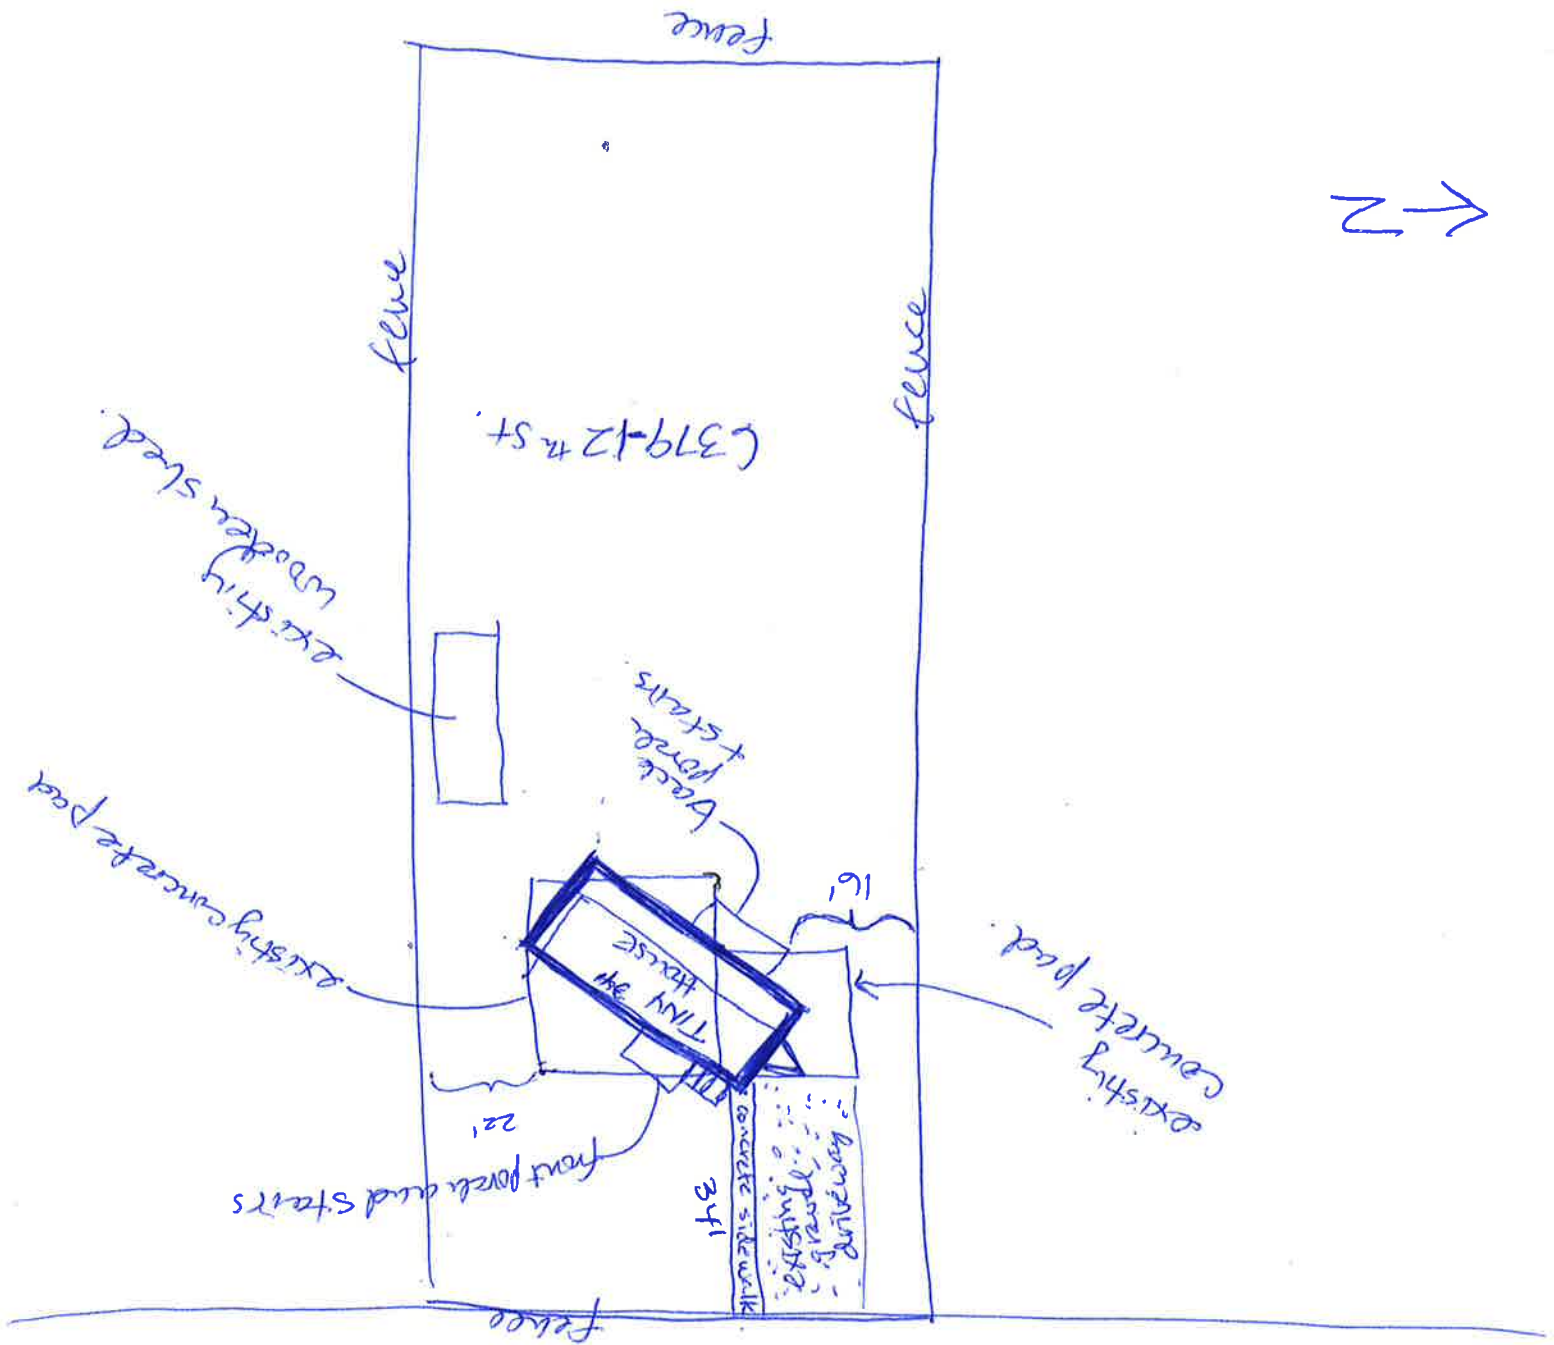 fence
N
fence
fence
6379-12th St.
existing
wooden shed.
back
porch
+ stairs
existing concrete pad
16'
TINY 34'
HOUSE
existing
concrete pad.
22'
front porch and stairs
34'
concrete sidewalk
existing
gravel
driveway
fence